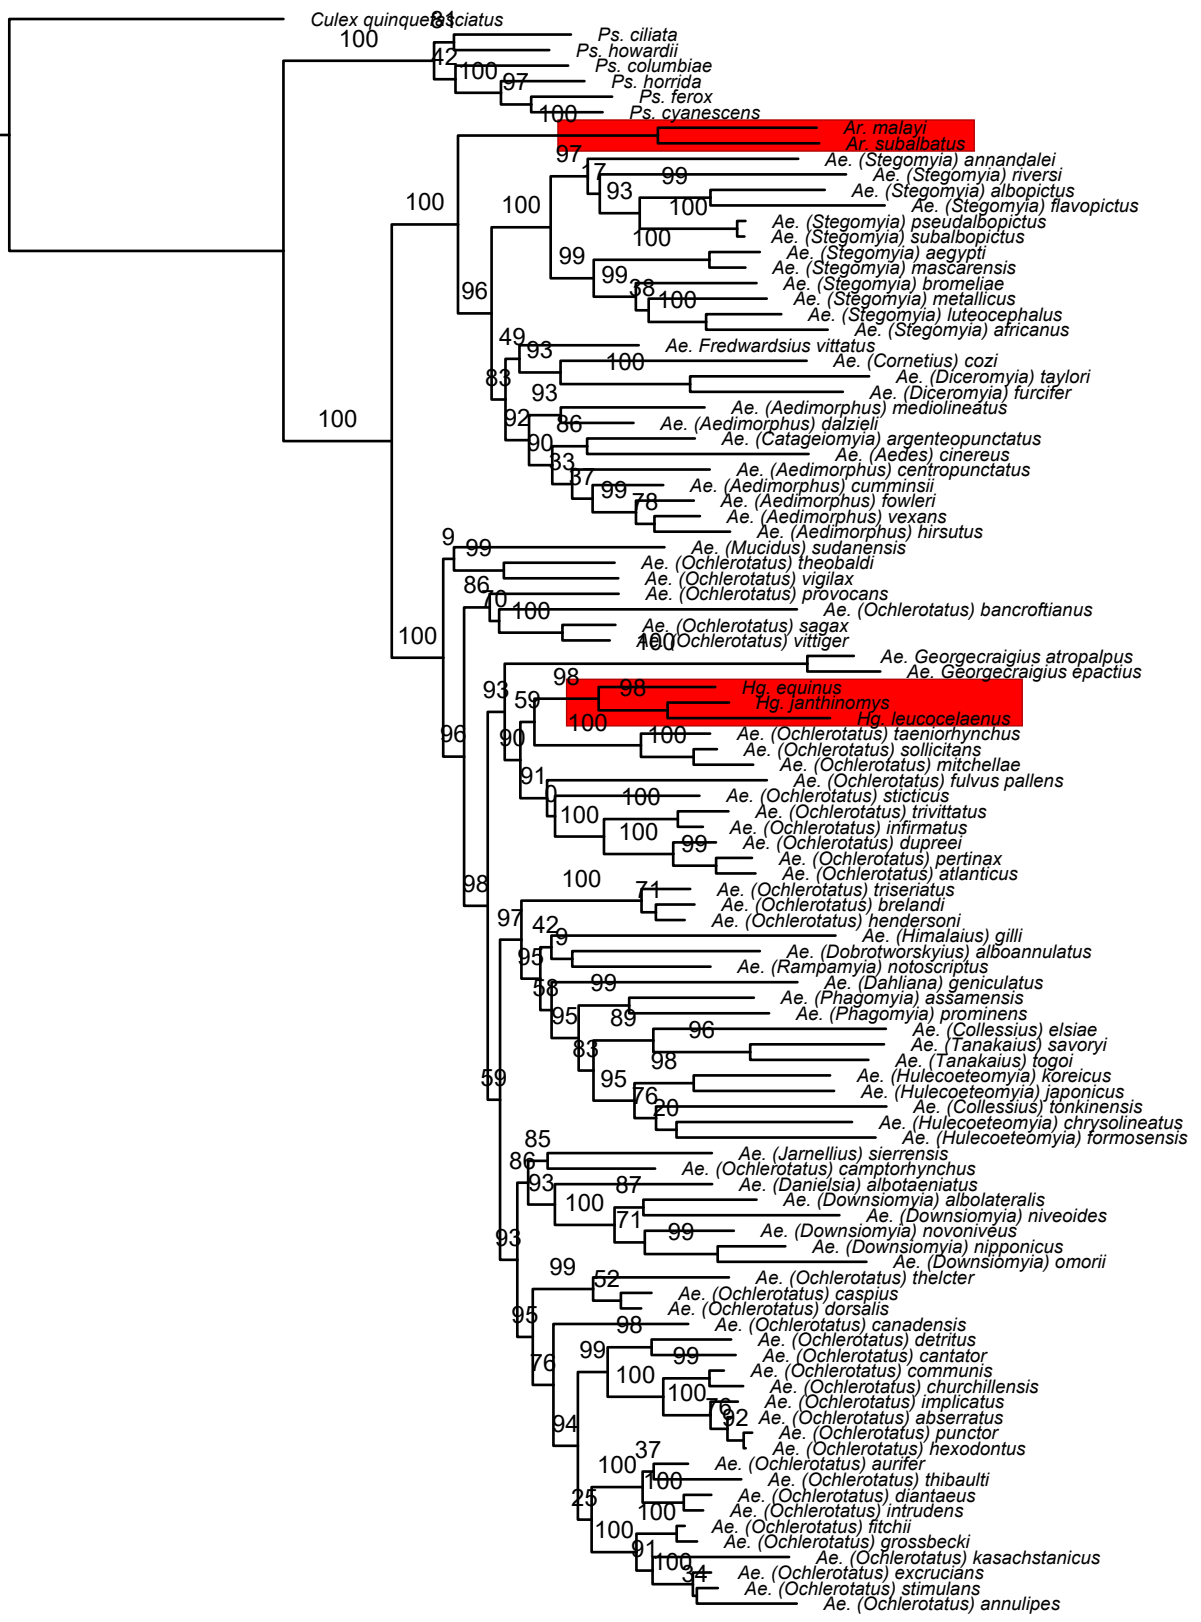 Culex quinquefasciatus
81
100
Ps. ciliata
42
Ps. howardii
100
Ps. columbiae
97
Ps. horrida
Ps. ferox
100
Ps. cyanescens
Ar. malayi
Ar. subalbatus
97
Ae. (Stegomyia) annandalei
17
99
Ae. (Stegomyia) riversi
93
Ae. (Stegomyia) albopictus
100
100
100
Ae. (Stegomyia) flavopictus
Ae. (Stegomyia) pseudalbopictus
100
Ae. (Stegomyia) subalbopictus
99
Ae. (Stegomyia) aegypti
99
Ae. (Stegomyia) mascarensis
96
38
Ae. (Stegomyia) bromeliae
100
Ae. (Stegomyia) metallicus
Ae. (Stegomyia) luteocephalus
Ae. (Stegomyia) africanus
49
93
Ae. Fredwardsius vittatus
100
Ae. (Cornetius) cozi
83
Ae. (Diceromyia) taylori
93
Ae. (Diceromyia) furcifer
92
Ae. (Aedimorphus) mediolineatus
86
Ae. (Aedimorphus) dalzieli
100
90
Ae. (Catageiomyia) argenteopunctatus
33
Ae. (Aedes) cinereus
37
Ae. (Aedimorphus) centropunctatus
99
Ae. (Aedimorphus) cumminsii
78
Ae. (Aedimorphus) fowleri
Ae. (Aedimorphus) vexans
Ae. (Aedimorphus) hirsutus
9
99
Ae. (Mucidus) sudanensis
Ae. (Ochlerotatus) theobaldi
Ae. (Ochlerotatus) vigilax
86
70
Ae. (Ochlerotatus) provocans
100
Ae. (Ochlerotatus) bancroftianus
Ae. (Ochlerotatus) sagax
100
100
Ae. (Ochlerotatus) vittiger
Ae. Georgecraigius atropalpus
98
Ae. Georgecraigius epactius
93
59
98
Hg. equinus
Hg. janthinomys
100
Hg. leucocelaenus
96
90
100
Ae. (Ochlerotatus) taeniorhynchus
Ae. (Ochlerotatus) sollicitans
Ae. (Ochlerotatus) mitchellae
91
Ae. (Ochlerotatus) fulvus pallens
0
100
Ae. (Ochlerotatus) sticticus
100
Ae. (Ochlerotatus) trivittatus
100
Ae. (Ochlerotatus) infirmatus
99
Ae. (Ochlerotatus) dupreei
Ae. (Ochlerotatus) pertinax
Ae. (Ochlerotatus) atlanticus
98
100
71
Ae. (Ochlerotatus) triseriatus
Ae. (Ochlerotatus) brelandi
97
Ae. (Ochlerotatus) hendersoni
42
9
Ae. (Himalaius) gilli
95
Ae. (Dobrotworskyius) alboannulatus
Ae. (Rampamyia) notoscriptus
58
99
Ae. (Dahliana) geniculatus
Ae. (Phagomyia) assamensis
95
89
Ae. (Phagomyia) prominens
96
Ae. (Collessius) elsiae
83
98
Ae. (Tanakaius) savoryi
Ae. (Tanakaius) togoi
59
95
Ae. (Hulecoeteomyia) koreicus
76
Ae. (Hulecoeteomyia) japonicus
20
Ae. (Collessius) tonkinensis
Ae. (Hulecoeteomyia) chrysolineatus
Ae. (Hulecoeteomyia) formosensis
85
Ae. (Jarnellius) sierrensis
86
Ae. (Ochlerotatus) camptorhynchus
93
87
Ae. (Danielsia) albotaeniatus
100
Ae. (Downsiomyia) albolateralis
71
Ae. (Downsiomyia) niveoides
93
99
Ae. (Downsiomyia) novoniveus
Ae. (Downsiomyia) nipponicus
Ae. (Downsiomyia) omorii
99
52
Ae. (Ochlerotatus) thelcter
Ae. (Ochlerotatus) caspius
95
Ae. (Ochlerotatus) dorsalis
98
Ae. (Ochlerotatus) canadensis
99
Ae. (Ochlerotatus) detritus
76
99
Ae. (Ochlerotatus) cantator
100
Ae. (Ochlerotatus) communis
100
Ae. (Ochlerotatus) churchillensis
76
Ae. (Ochlerotatus) implicatus
94
92
Ae. (Ochlerotatus) abserratus
Ae. (Ochlerotatus) punctor
Ae. (Ochlerotatus) hexodontus
37
100
Ae. (Ochlerotatus) aurifer
100
Ae. (Ochlerotatus) thibaulti
25
Ae. (Ochlerotatus) diantaeus
100
Ae. (Ochlerotatus) intrudens
100
Ae. (Ochlerotatus) fitchii
91
Ae. (Ochlerotatus) grossbecki
100
Ae. (Ochlerotatus) kasachstanicus
34
Ae. (Ochlerotatus) excrucians
Ae. (Ochlerotatus) stimulans
Ae. (Ochlerotatus) annulipes